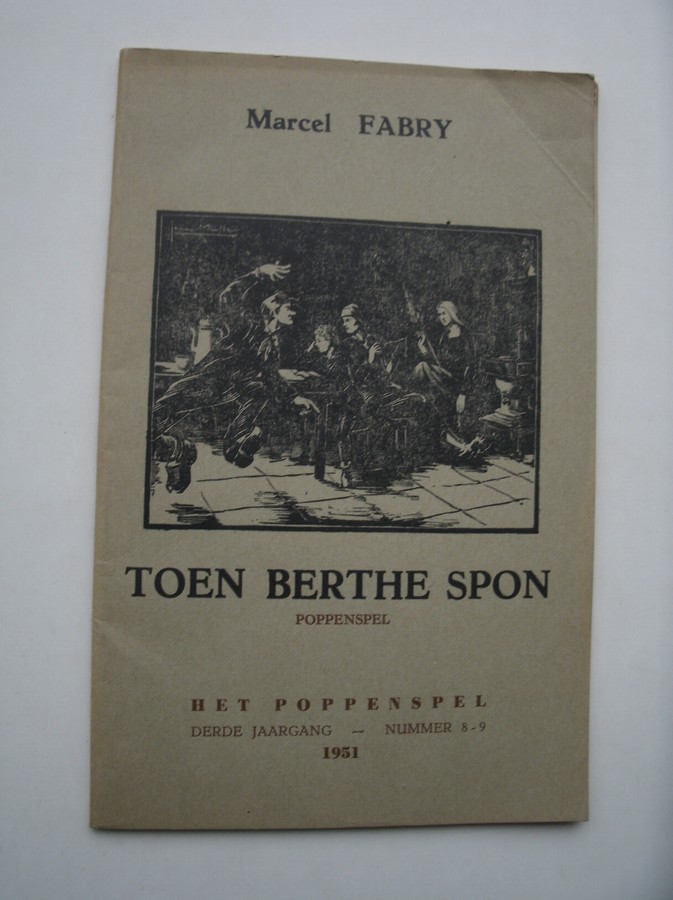 Marcel FABRY
TOEN BERTHE SPON
POPPENSPEL
HET POPPENSPEL
DERDE JAARGANG — NUMMER 8-9
1951